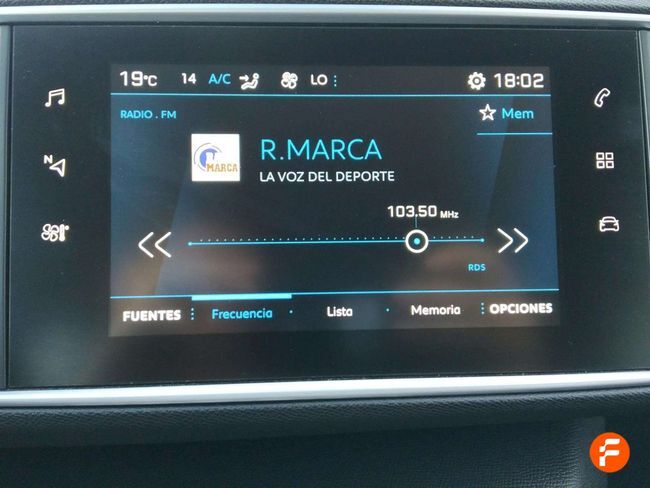 19°C 14 A/C LO 18:02
RADIO . FM Mem
MARCA R.MARCA
LA VOZ DEL DEPORTE
103.50 MHz
RDS
FUENTES Frecuencia Lista Memoria OPCIONES
N